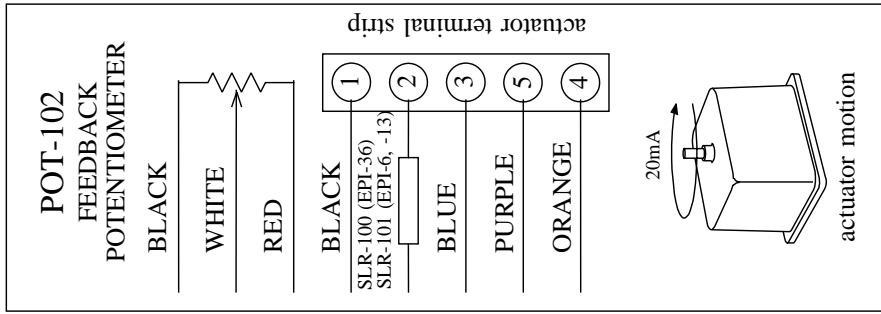 POT-102
FEEDBACK
POTENTIOMETER
BLACK
WHITE
RED
actuator terminal strip
1
2
3
5
4
BLACK
SLR-100 (EPI-36)
SLR-101 (EPI-6, -13)
BLUE
PURPLE
ORANGE
20mA
actuator motion